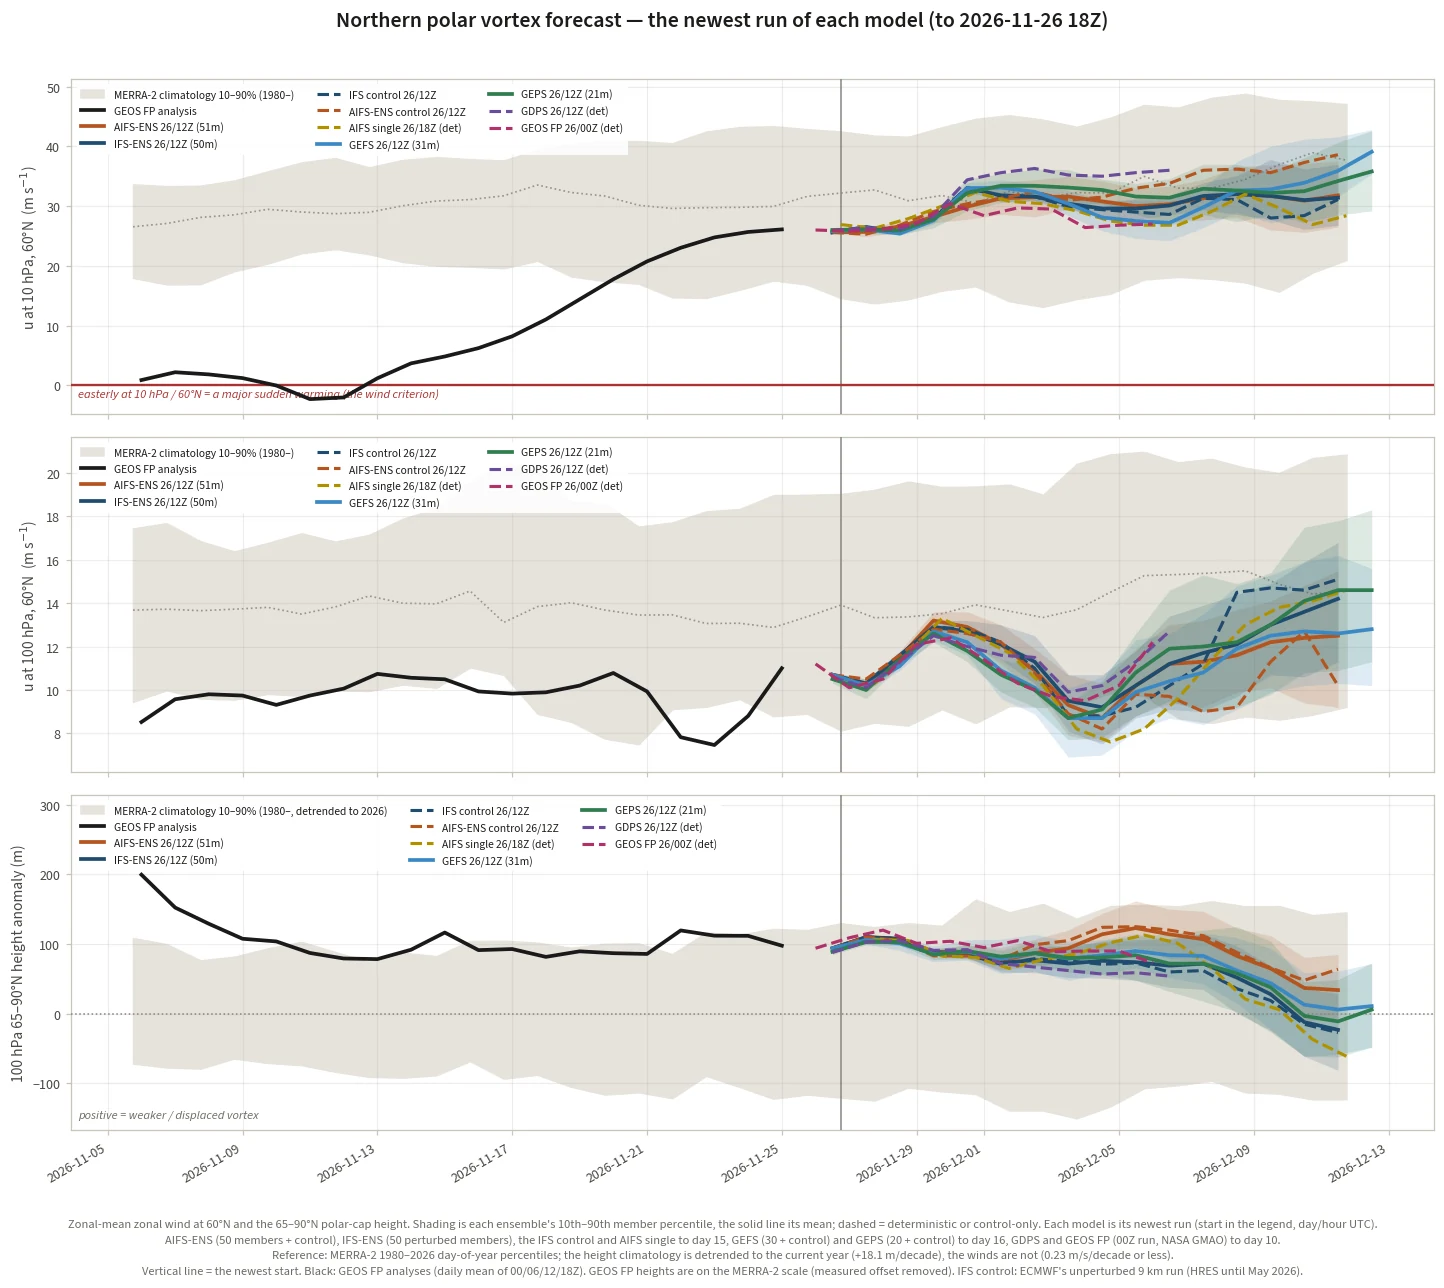 Northern polar vortex forecast — the newest run of each model (to 2026-11-26 18Z)
u at 10 hPa, 60°N (m s⁻¹)
50
40
30
20
10
0
MERRA-2 climatology 10–90% (1980–)
GEOS FP analysis
AIFS-ENS 26/12Z (51m)
IFS-ENS 26/12Z (50m)
IFS control 26/12Z
AIFS-ENS control 26/12Z
AIFS single 26/18Z (det)
GEFS 26/12Z (31m)
GEPS 26/12Z (21m)
GDPS 26/12Z (det)
GEOS FP 26/00Z (det)
easterly at 10 hPa / 60°N = a major sudden warming (the wind criterion)
u at 100 hPa, 60°N (m s⁻¹)
20
18
16
14
12
10
8
MERRA-2 climatology 10–90% (1980–)
GEOS FP analysis
AIFS-ENS 26/12Z (51m)
IFS-ENS 26/12Z (50m)
IFS control 26/12Z
AIFS-ENS control 26/12Z
AIFS single 26/18Z (det)
GEFS 26/12Z (31m)
GEPS 26/12Z (21m)
GDPS 26/12Z (det)
GEOS FP 26/00Z (det)
100 hPa 65–90°N height anomaly (m)
300
200
100
0
−100
MERRA-2 climatology 10–90% (1980–, detrended to 2026)
GEOS FP analysis
AIFS-ENS 26/12Z (51m)
IFS-ENS 26/12Z (50m)
IFS control 26/12Z
AIFS-ENS control 26/12Z
AIFS single 26/18Z (det)
GEFS 26/12Z (31m)
GEPS 26/12Z (21m)
GDPS 26/12Z (det)
GEOS FP 26/00Z (det)
positive = weaker / displaced vortex
2026-11-05
2026-11-09
2026-11-13
2026-11-17
2026-11-21
2026-11-25
2026-11-29
2026-12-01
2026-12-05
2026-12-09
2026-12-13
Zonal-mean zonal wind at 60°N and the 65–90°N polar-cap height. Shading is each ensemble's 10th–90th member percentile, the solid line its mean; dashed = deterministic or control-only. Each model is its newest run (start in the legend, day/hour UTC).
AIFS-ENS (50 members + control), IFS-ENS (50 perturbed members), the IFS control and AIFS single to day 15, GEFS (30 + control) and GEPS (20 + control) to day 16, GDPS and GEOS FP (00Z run, NASA GMAO) to day 10.
Reference: MERRA-2 1980–2026 day-of-year percentiles; the height climatology is detrended to the current year (+18.1 m/decade), the winds are not (0.23 m/s/decade or less).
Vertical line = the newest start. Black: GEOS FP analyses (daily mean of 00/06/12/18Z). GEOS FP heights are on the MERRA-2 scale (measured offset removed). IFS control: ECMWF's unperturbed 9 km run (HRES until May 2026).